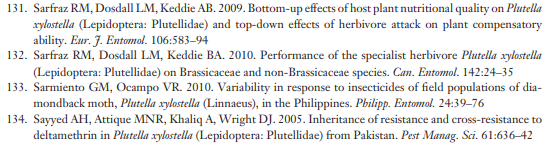 131. Sarfraz RM, Dosdall LM, Keddie AB. 2009. Bottom-up effects of host plant nutritional quality on Plutella
xylostella (Lepidoptera: Plutellidae) and top-down effects of herbivore attack on plant compensatory
ability. Eur. J. Entomol. 106:583–94
132. Sarfraz RM, Dosdall LM, Keddie BA. 2010. Performance of the specialist herbivore Plutella xylostella
(Lepidoptera: Plutellidae) on Brassicaceae and non-Brassicaceae species. Can. Entomol. 142:24–35
133. Sarmiento GM, Ocampo VR. 2010. Variability in response to insecticides of field populations of dia-
mondback moth, Plutella xylostella (Linnaeus), in the Philippines. Philipp. Entomol. 24:39–76
134. Sayyed AH, Attique MNR, Khaliq A, Wright DJ. 2005. Inheritance of resistance and cross-resistance to
deltamethrin in Plutella xylostella (Lepidoptera: Plutellidae) from Pakistan. Pest Manag. Sci. 61:636–42